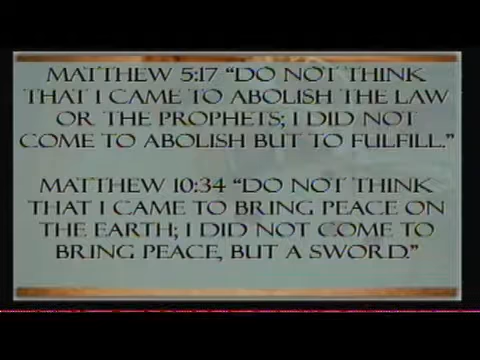 MATTHEW 5:17 “DO NOT THINK
THAT I CAME TO ABOLISH THE LAW
OR THE PROPHETS; I DID NOT
COME TO ABOLISH BUT TO FULFILL.”
MATTHEW 10:34 “DO NOT THINK
THAT I CAME TO BRING PEACE ON
THE EARTH; I DID NOT COME TO
BRING PEACE, BUT A SWORD.”